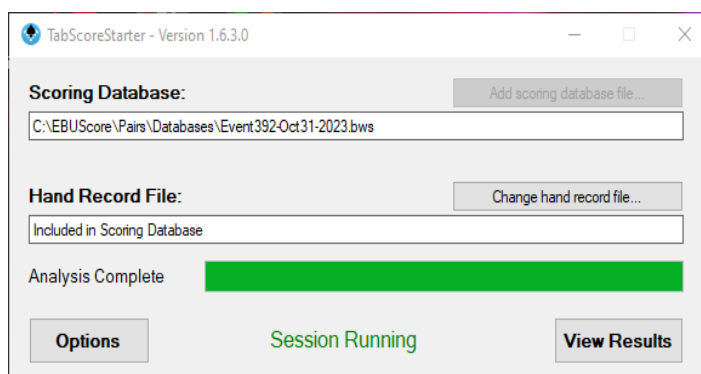 TabScoreStarter - Version 1.6.3.0
Scoring Database:
Add scoring database file...
C:\EBUScore\Pairs\Databases\Event392-Oct31-2023.bws
Hand Record File:
Change hand record file...
Included in Scoring Database
Analysis Complete
Options
Session Running
View Results